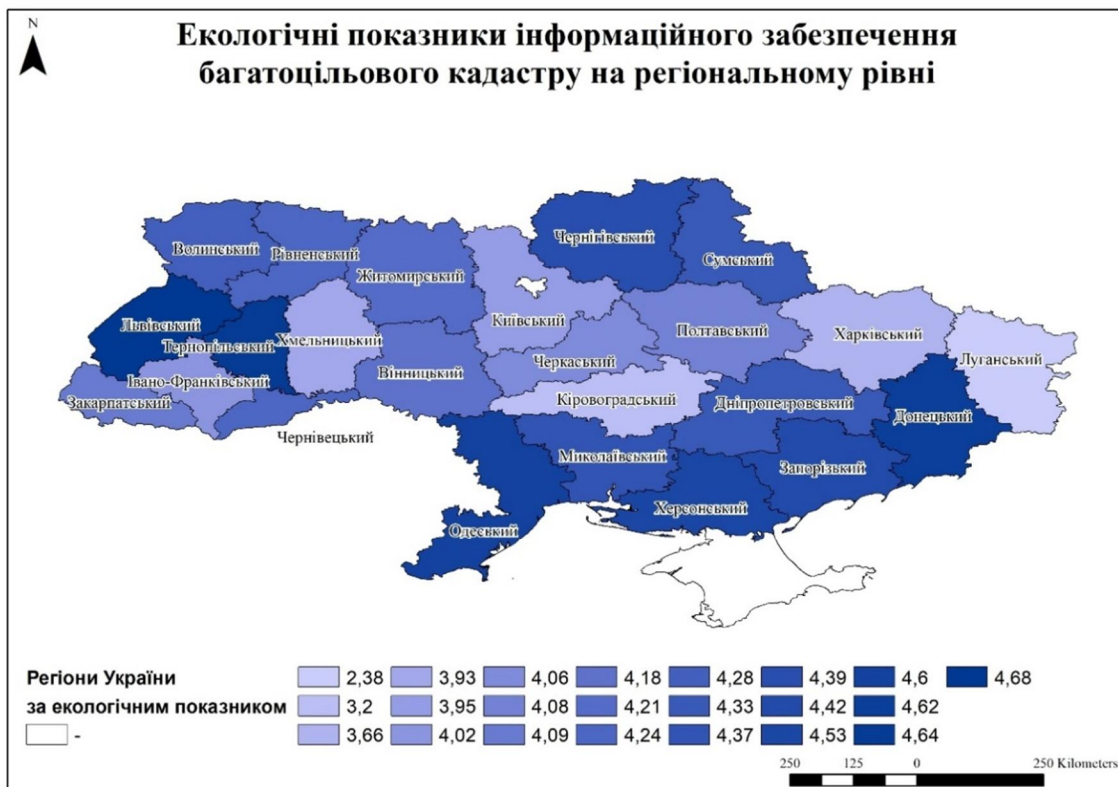 N
Екологічні показники інформаційного забезпечення
багатоцільового кадастру на регіональному рівні
Волинський
Рівненський
Житомирський
Чернігівський
Сумський
Київський
Львівський
Тернопільський
Хмельницький
Полтавський
Харківський
Луганський
Черкаський
Вінницький
Івано-Франківський
Закарпатський
Кіровоградський
Дніпропетровський
Донецький
Чернівецький
Миколаївський
Запорізький
Херсонський
Одеський
Регіони України
за екологічним показником
-
2,38 3,93 4,06 4,18 4,28 4,39 4,6 4,68
3,2 3,95 4,08 4,21 4,33 4,42 4,62
3,66 4,02 4,09 4,24 4,37 4,53 4,64
250 125 0 250 Kilometers